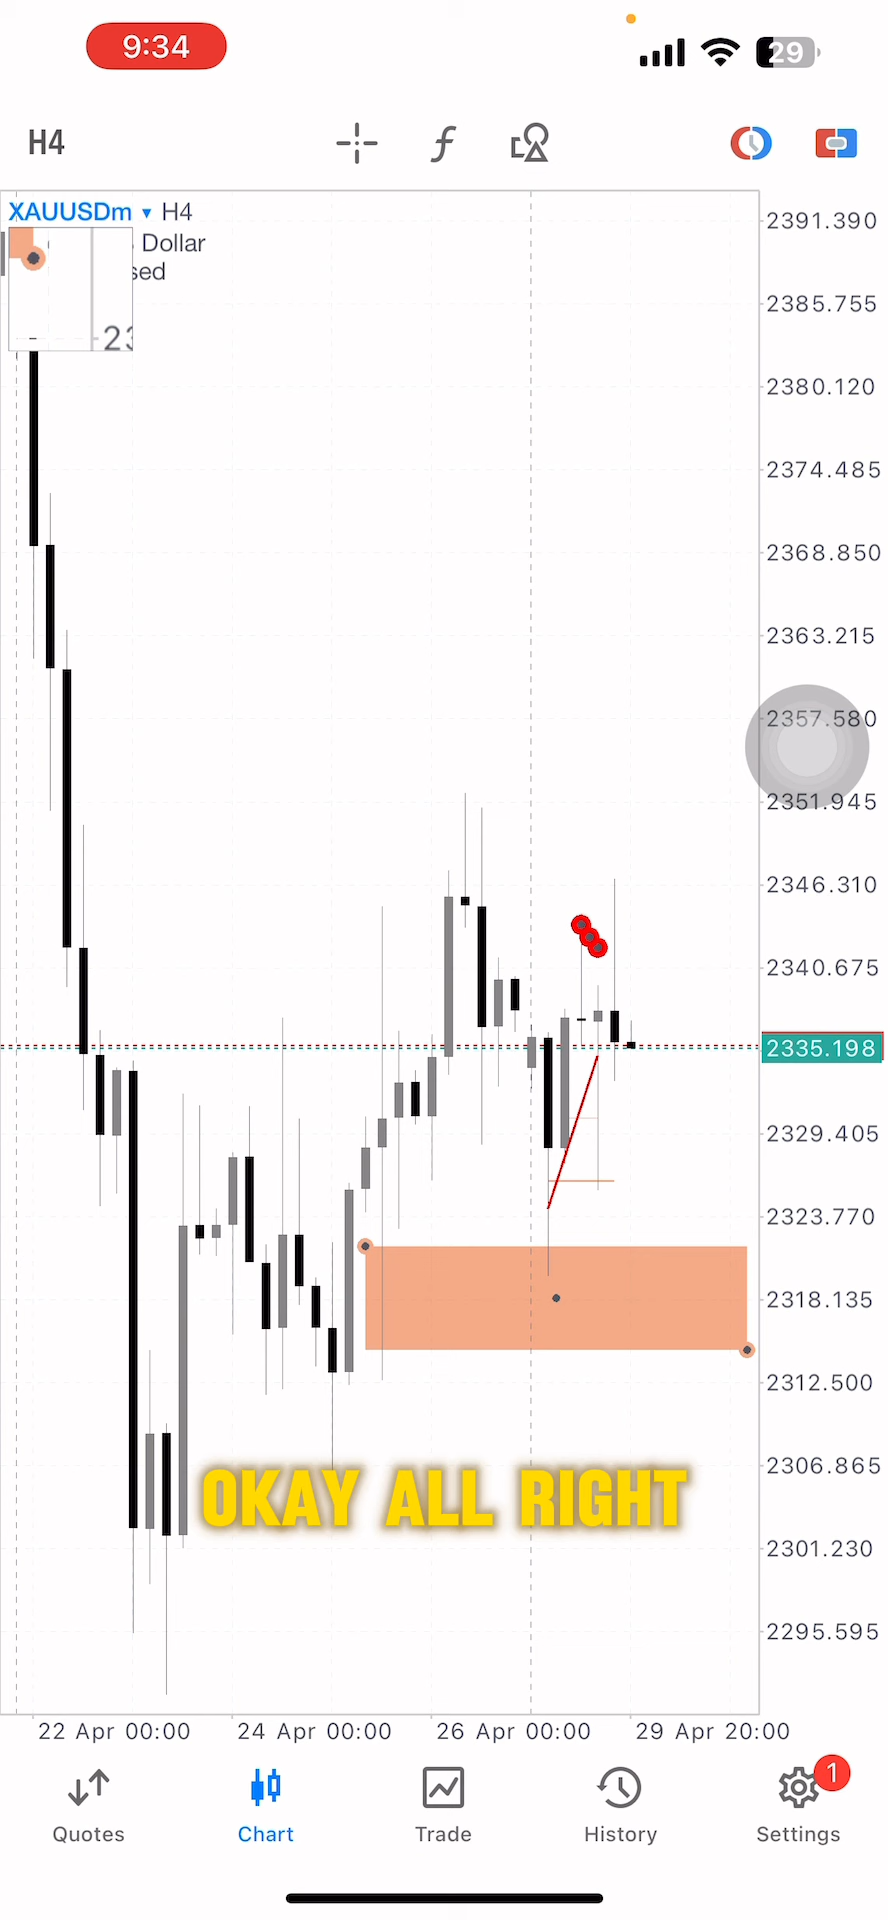 9:34
29
H4
f
XAUUSDm ▾ H4
Dollar
sed
23
2391.390
2385.755
2380.120
2374.485
2368.850
2363.215
2357.580
2351.945
2346.310
2340.675
2335.198
2329.405
2323.770
2318.135
2312.500
2306.865
OKAY ALL RIGHT
2301.230
2295.595
22 Apr 00:00 24 Apr 00:00 26 Apr 00:00 29 Apr 20:00
1
Quotes Chart Trade History Settings